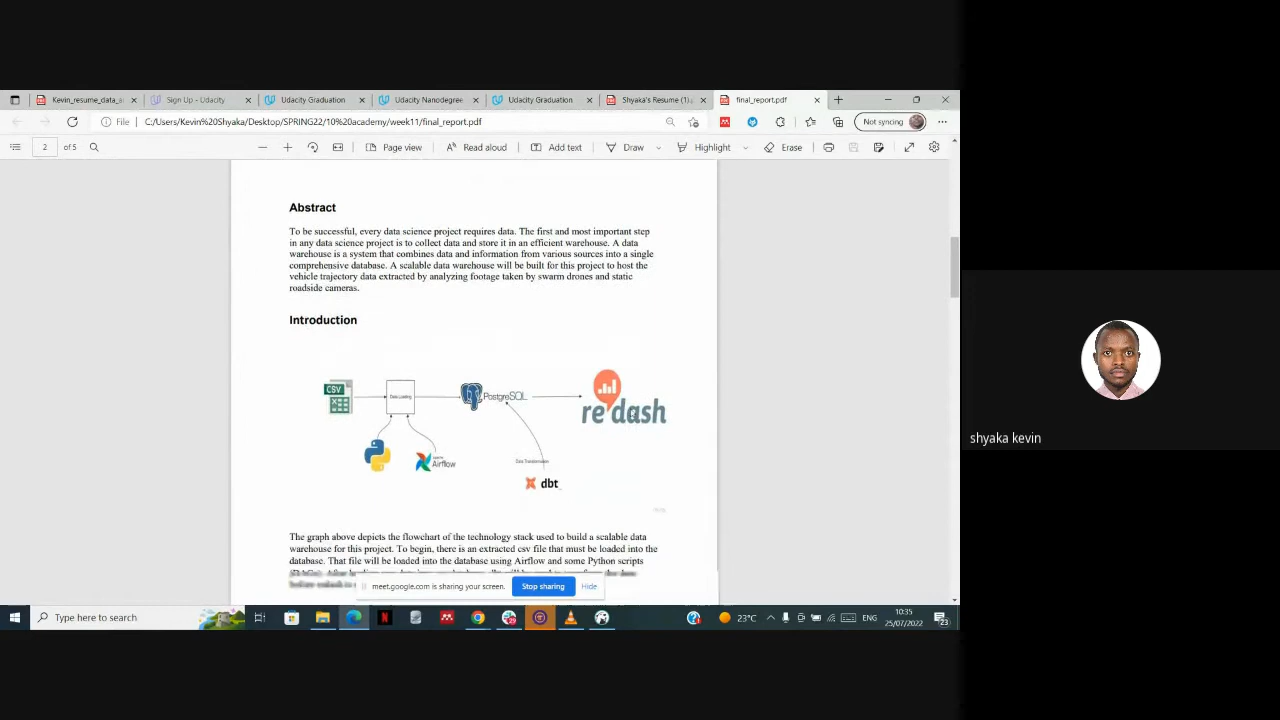 Kevin_resume_data_a
Sign Up - Udacity
Udacity Graduation
Udacity Nanodegree
Udacity Graduation
Shyaka's Resume (1).
final_report.pdf
File
C:/Users/Kevin%20Shyaka/Desktop/SPRING22/10%20academy/week11/final_report.pdf
Not syncing
2 of 5
Page view
Read aloud
Add text
Draw
Highlight
Erase
Abstract
To be successful, every data science project requires data. The first and most important step
in any data science project is to collect data and store it in an efficient warehouse. A data
warehouse is a system that combines data and information from various sources into a single
comprehensive database. A scalable data warehouse will be built for this project to host the
vehicle trajectory data extracted by analyzing footage taken by swarm drones and static
roadside cameras.
Introduction
CSV
Data Loading
PostgreSQL
re dash
Airflow
Data Transformation
dbt
The graph above depicts the flowchart of the technology stack used to build a scalable data
warehouse for this project. To begin, there is an extracted csv file that must be loaded into the
database. That file will be loaded into the database using Airflow and some Python scripts
meet.google.com is sharing your screen.
Stop sharing
Hide
shyaka kevin
Type here to search
23°C
ENG
10:35
25/07/2022
23